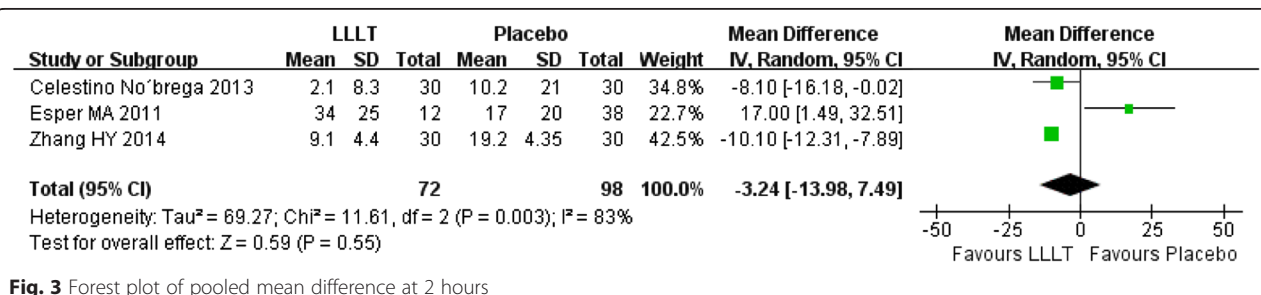 LLLT Placebo Mean Difference Mean Difference
Study or Subgroup Mean SD Total Mean SD Total Weight IV, Random, 95% CI IV, Random, 95% CI
Celestino No´brega 2013 2.1 8.3 30 10.2 21 30 34.8% -8.10 [-16.18, -0.02]
Esper MA 2011 34 25 12 17 20 38 22.7% 17.00 [1.49, 32.51]
Zhang HY 2014 9.1 4.4 30 19.2 4.35 30 42.5% -10.10 [-12.31, -7.89]
Total (95% CI) 72 98 100.0% -3.24 [-13.98, 7.49]
Heterogeneity: Tau² = 69.27; Chi² = 11.61, df = 2 (P = 0.003); I² = 83%
Test for overall effect: Z = 0.59 (P = 0.55)
-50 -25 0 25 50
Favours LLLT Favours Placebo
Fig. 3 Forest plot of pooled mean difference at 2 hours